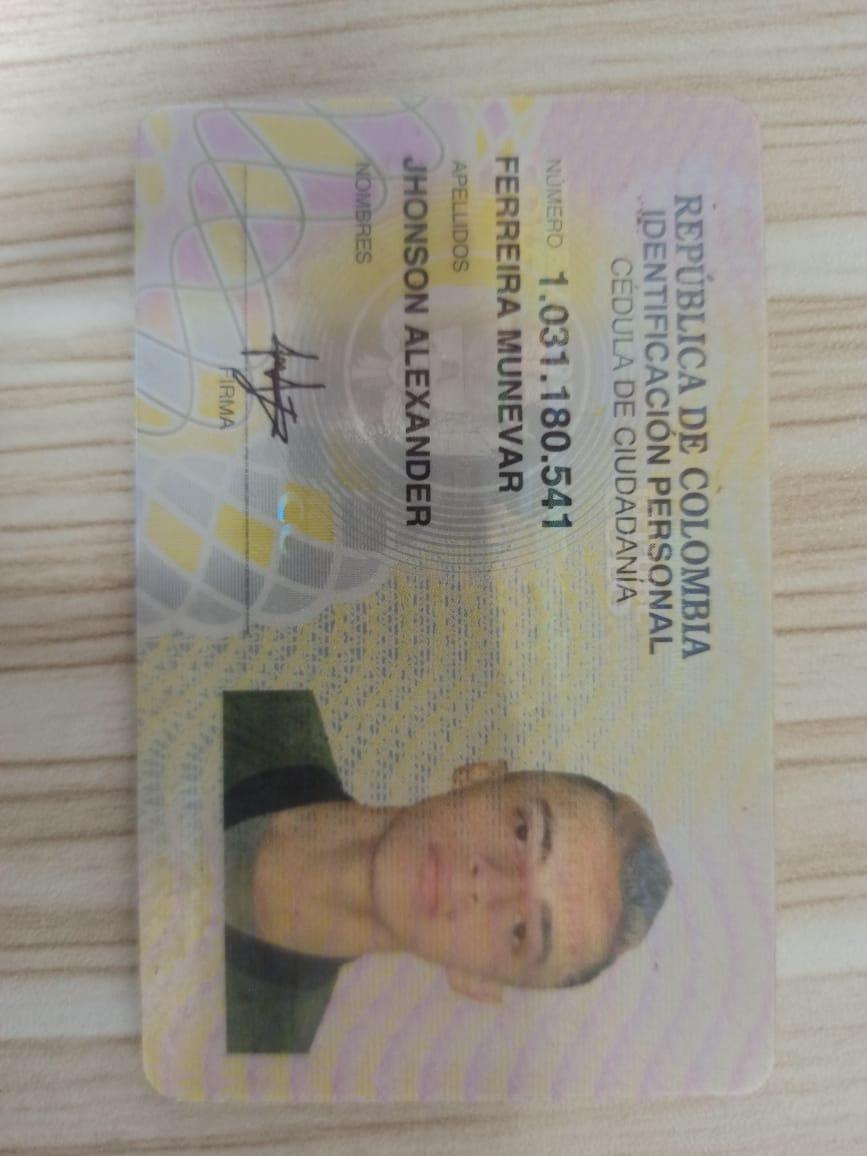 REPÚBLICA DE COLOMBIA
IDENTIFICACIÓN PERSONAL
CÉDULA DE CIUDADANÍA
NÚMERO 1.031.180.541
FERREIRA MUNEVAR
APELLIDOS
JHONSON ALEXANDER
NOMBRES
FIRMA